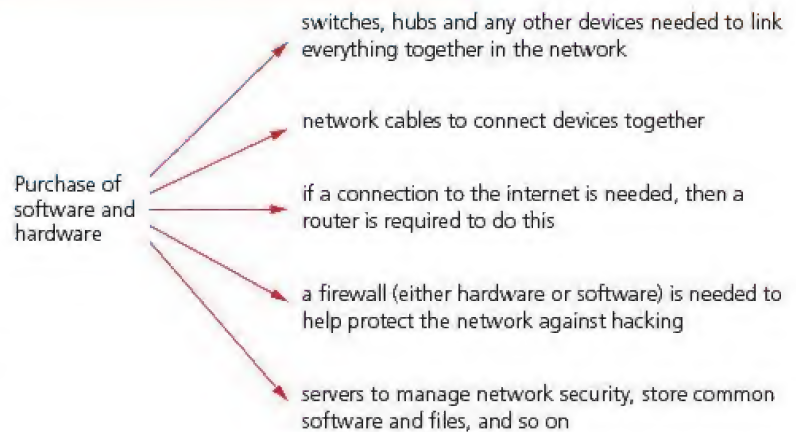 switches, hubs and any other devices needed to link
everything together in the network
network cables to connect devices together
Purchase of
software and
hardware
if a connection to the internet is needed, then a
router is required to do this
a firewall (either hardware or software) is needed to
help protect the network against hacking
servers to manage network security, store common
software and files, and so on